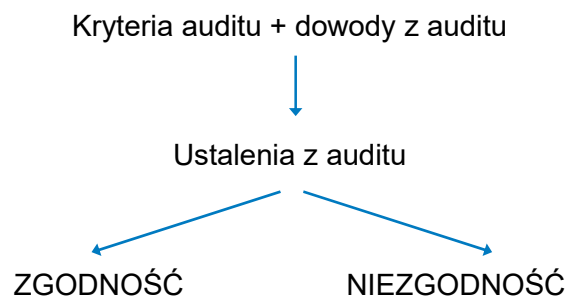 Kryteria auditu + dowody z auditu
Ustalenia z auditu
ZGODNOŚĆ
NIEZGODNOŚĆ